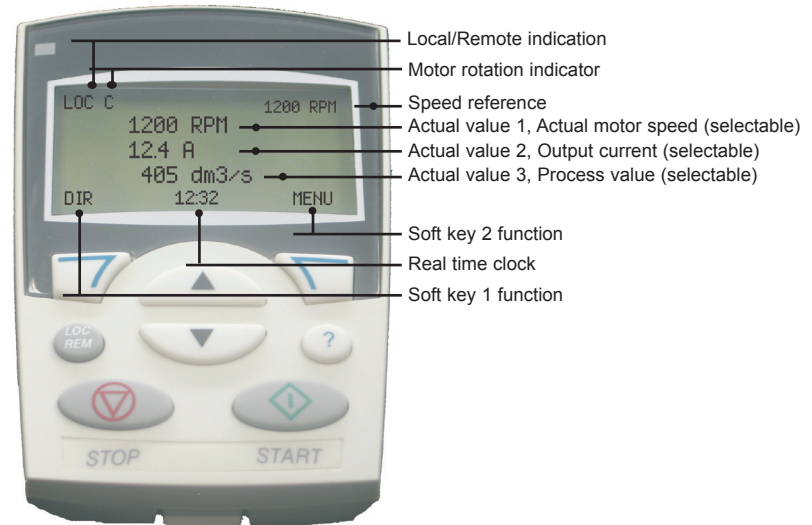 Local/Remote indication
Motor rotation indicator
LOC C
1200 RPM
Speed reference
1200 RPM
Actual value 1, Actual motor speed (selectable)
12.4 A
Actual value 2, Output current (selectable)
405 dm3/s
Actual value 3, Process value (selectable)
DIR
12:32
MENU
Soft key 2 function
Real time clock
Soft key 1 function
LOC
REM
?
STOP
START